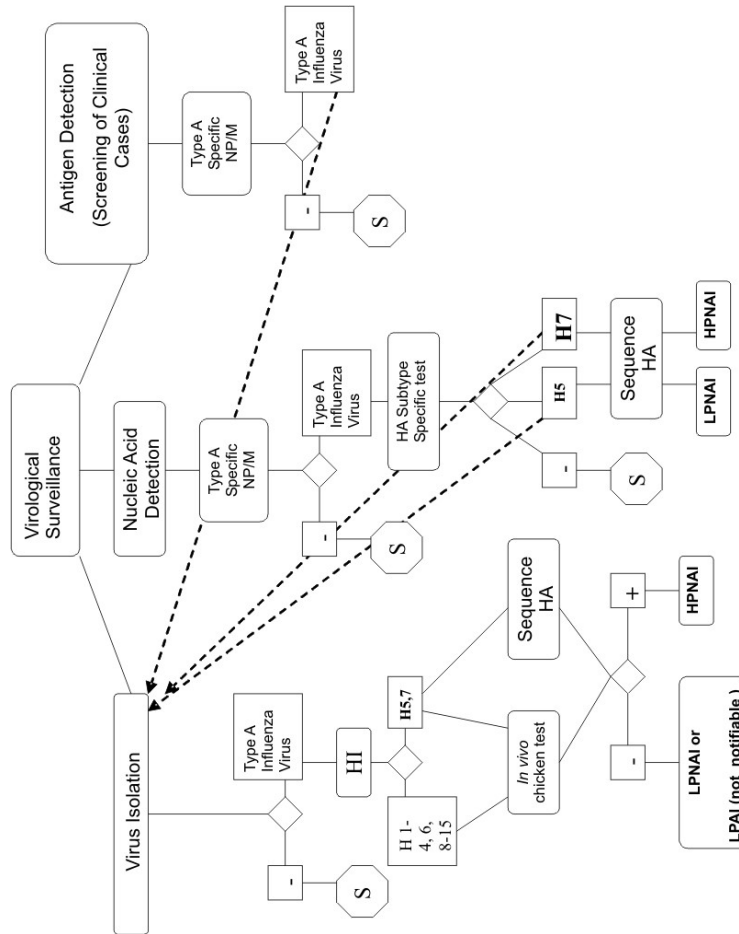 Virological
Surveillance
Virus Isolation
Nucleic Acid
Detection
Antigen Detection
(Screening of Clinical
Cases)
Type A
Specific
NP/M
Type A
Specific
NP/M
-
Type A
Influenza
Virus
-
Type A
Influenza
Virus
-
Type A
Influenza
Virus
S
S
S
HI
HA Subtype
Specific test
H 1-
4, 6,
8-15
H5,7
-
H5
H7
S
In vivo
chicken test
Sequence
HA
Sequence
HA
-
+
LPNAI
HPNAI
LPNAI or
LPAI (not notifiable )
HPNAI